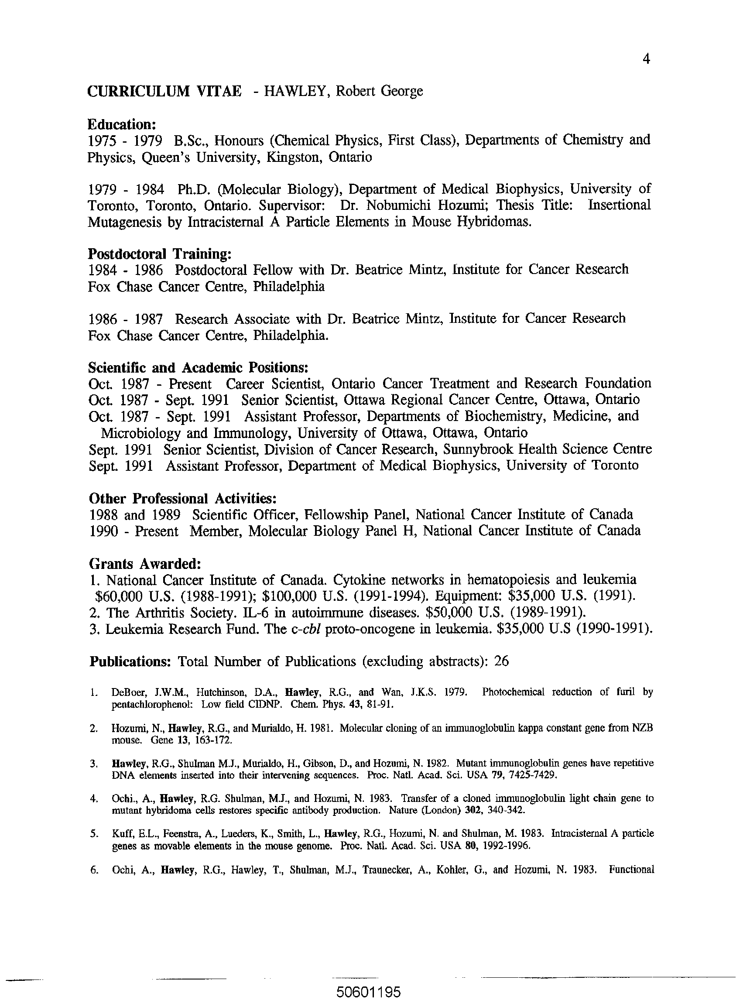 4
CURRICULUM VITAE - HAWLEY, Robert George
Education:
1975 - 1979 B.Sc., Honours (Chemical Physics, First Class), Departments of Chemistry and
Physics, Queen's University, Kingston, Ontario
1979 - 1984 Ph.D. (Molecular Biology), Department of Medical Biophysics, University of
Toronto, Toronto, Ontario. Supervisor: Dr. Nobumichi Hozumi; Thesis Title: Insertional
Mutagenesis by Intracisternal A Particle Elements in Mouse Hybridomas.
Postdoctoral Training:
1984 - 1986 Postdoctoral Fellow with Dr. Beatrice Mintz, Institute for Cancer Research
Fox Chase Cancer Centre, Philadelphia
1986 - 1987 Research Associate with Dr. Beatrice Mintz, Institute for Cancer Research
Fox Chase Cancer Centre, Philadelphia.
Scientific and Academic Positions:
Oct. 1987 - Present Career Scientist, Ontario Cancer Treatment and Research Foundation
Oct. 1987 - Sept. 1991 Senior Scientist, Ottawa Regional Cancer Centre, Ottawa, Ontario
Oct. 1987 - Sept. 1991 Assistant Professor, Departments of Biochemistry, Medicine, and
Microbiology and Immunology, University of Ottawa, Ottawa, Ontario
Sept. 1991 Senior Scientist, Division of Cancer Research, Sunnybrook Health Science Centre
Sept. 1991 Assistant Professor, Department of Medical Biophysics, University of Toronto
Other Professional Activities:
1988 and 1989 Scientific Officer, Fellowship Panel, National Cancer Institute of Canada
1990 - Present Member, Molecular Biology Panel H, National Cancer Institute of Canada
Grants Awarded:
1. National Cancer Institute of Canada. Cytokine networks in hematopoiesis and leukemia
$60,000 U.S. (1988-1991); $100,000 U.S. (1991-1994). Equipment: $35,000 U.S. (1991).
2. The Arthritis Society. IL-6 in autoimmune diseases. $50,000 U.S. (1989-1991).
3. Leukemia Research Fund. The c-cbl proto-oncogene in leukemia. $35,000 U.S (1990-1991).
Publications: Total Number of Publications (excluding abstracts): 26
1. DeBoer, J.W.M., Hutchinson, D.A., Hawley, R.G., and Wan, J.K.S. 1979. Photochemical reduction of furil by
pentachlorophenol: Low field CIDNP. Chem. Phys. 43, 81-91.
2. Hozumi, N., Hawley, R.G., and Murialdo, H. 1981. Molecular cloning of an immunoglobulin kappa constant gene from NZB
mouse. Gene 13, 163-172.
3. Hawley, R.G., Shulman M.J., Murialdo, H., Gibson, D., and Hozumi, N. 1982. Mutant immunoglobulin genes have repetitive
DNA elements inserted into their intervening sequences. Proc. Natl. Acad. Sci. USA 79, 7425-7429.
4. Ochi., A., Hawley, R.G. Shulman, M.J., and Hozumi, N. 1983. Transfer of a cloned immunoglobulin light chain gene to
mutant hybridoma cells restores specific antibody production. Nature (London) 302, 340-342.
5. Kuff, E.L., Feenstra, A., Lueders, K., Smith, L., Hawley, R.G., Hozumi, N. and Shulman, M. 1983. Intracisternal A particle
genes as movable elements in the mouse genome. Proc. Natl. Acad. Sci. USA 80, 1992-1996.
6. Ochi, A., Hawley, R.G., Hawley, T., Shulman, M.J., Traunecker, A., Kohler, G., and Hozumi, N. 1983. Functional
50601195